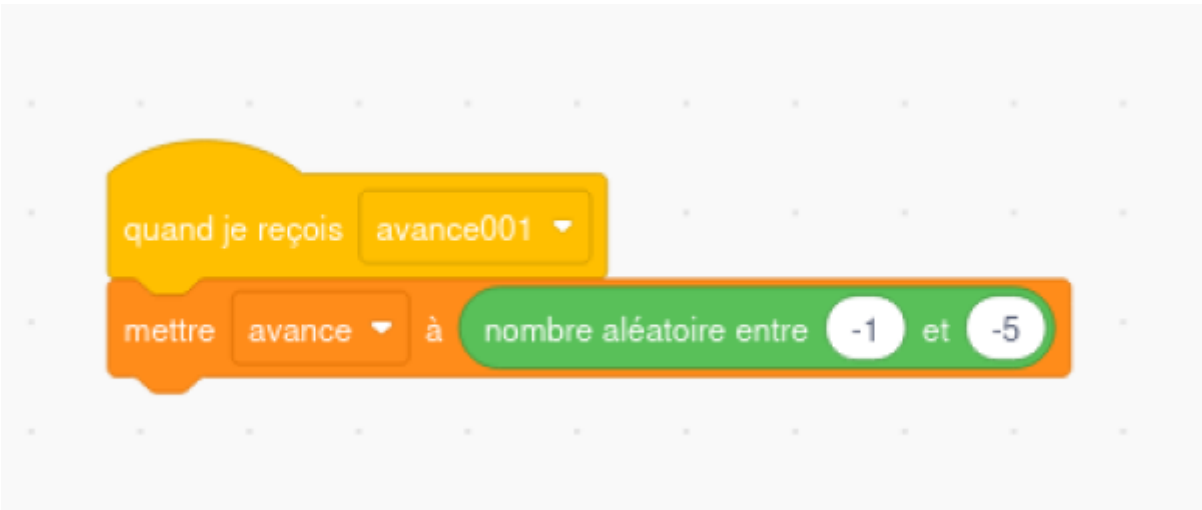 quand je reçois avance001
mettre avance à nombre aléatoire entre -1 et -5